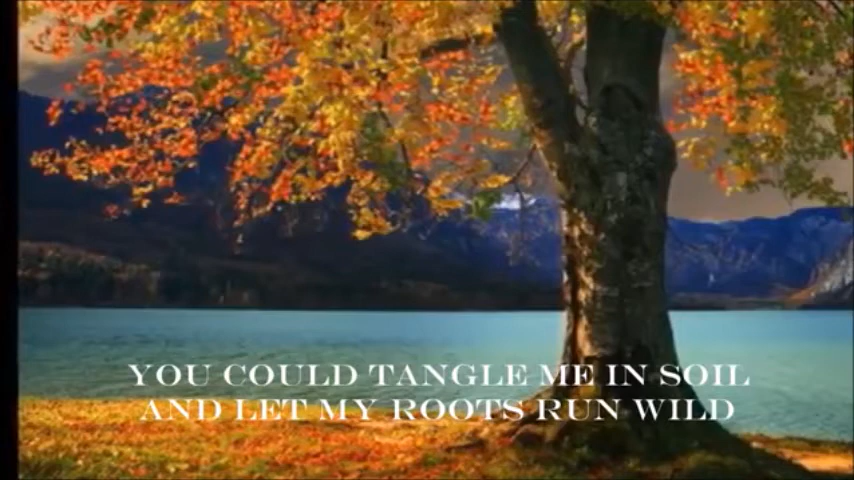 YOU COULD TANGLE ME IN SOIL
AND LET MY ROOTS RUN WILD